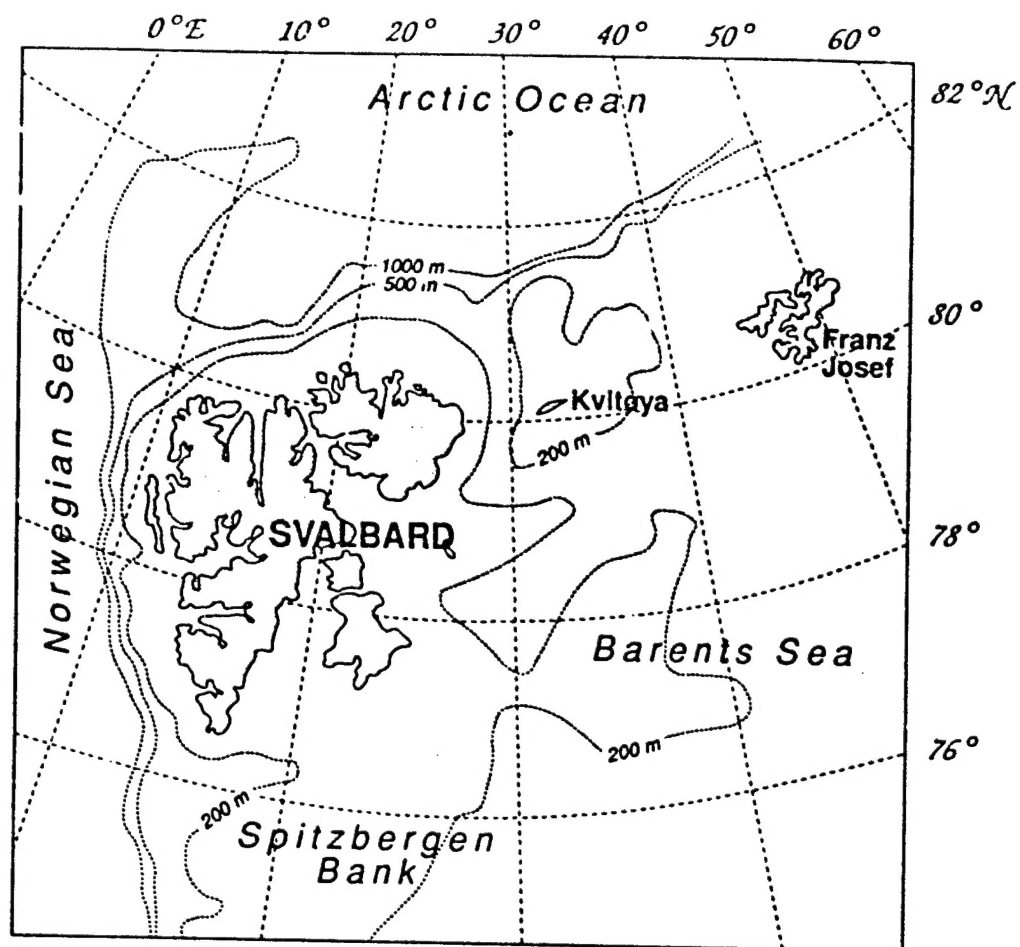 0°E 10° 20° 30° 40° 50° 60°
Arctic Ocean
82°N
1000 m
500 m
80°
Franz
Josef
Norwegian Sea
Kvitøya
200 m
SVALBARD
78°
Barents Sea
200 m
76°
200 m
Spitzbergen
Bank